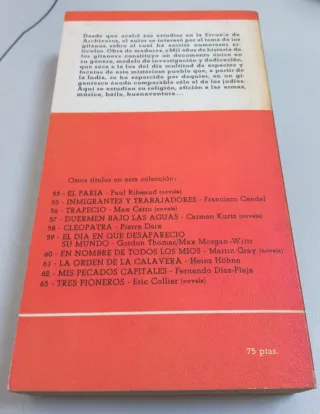 Desde que acabó sus estudios en la Escuela de
Archiveros, el autor se interesó por el tema de los
gitanos, sobre el cual ha escrito numerosos ar-
tículos. Obra de madurez, «Mil años de historia de
los gitanos» constituye un documento único en
su género, modelo de investigación y dedicación,
que saca a la luz del día multitud de aspectos y
facetas de este misterioso pueblo que, a partir de
la India, se ha esparcido por doquier, en un gi-
gantesco éxodo comparable sólo al de los judíos.
Aquí se estudian su religión, afición a las armas,
música, baile, buenaventura...
Otros títulos en esta colección:
- EL PARIA - Paul Ribeaud (novela)
55 - INMIGRANTES Y TRABAJADORES - Francisco Candel
56 - TRAPECIO - Max Cario (novela)
57 - DUERMEN BAJO LAS AGUAS - Carmen Kurtz (novela)
58 - CLEOPATRA - Pierre Daix
59 - EL DIA EN QUE DESAPARECIO
SU MUNDO - Gordon Thomas/Max Morgan-Witts
60 - EN NOMBRE DE TODOS LOS MIOS - Martin Gray (novela)
61 - LA ORDEN DE LA CALAVERA - Heinz Höhne
62 - MIS PECADOS CAPITALES - Fernando Díaz-Plaja
63 - TRES PIONEROS - Eric Collier (novela)
75 ptas.